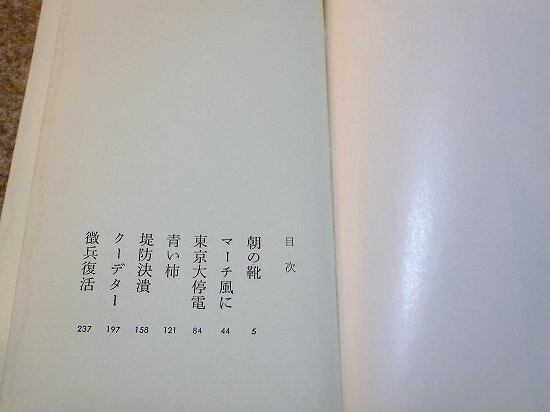 目次
朝の靴 5
マーチ風に 44
東京大停電 84
青い柿 121
堤防決潰 158
クーデター 197
徴兵復活 237